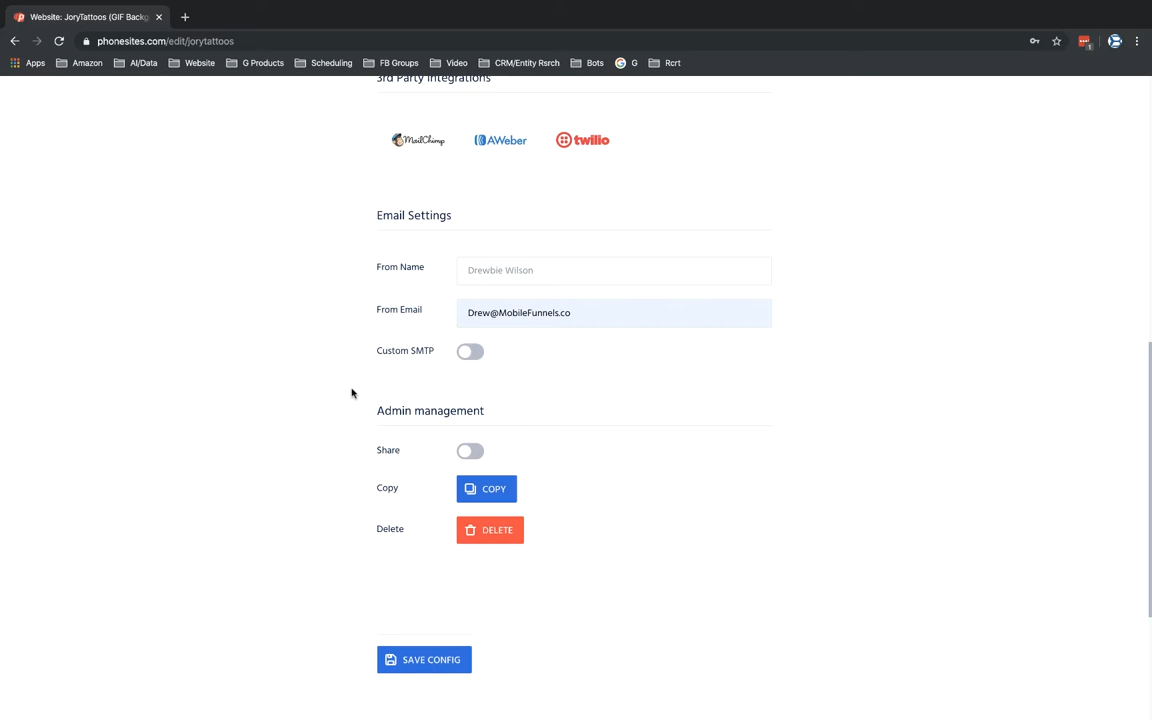 Website: JoryTattoos (GIF Backg
phonesites.com/edit/jorytattoos
Apps Amazon AI/Data Website G Products Scheduling FB Groups Video CRM/Entity Rsrch Bots G Rcrt
3rd Party Integrations
MailChimp AWeber twilio
Email Settings
From Name Drewbie Wilson
From Email Drew@MobileFunnels.co
Custom SMTP
Admin management
Share
Copy COPY
Delete DELETE
SAVE CONFIG